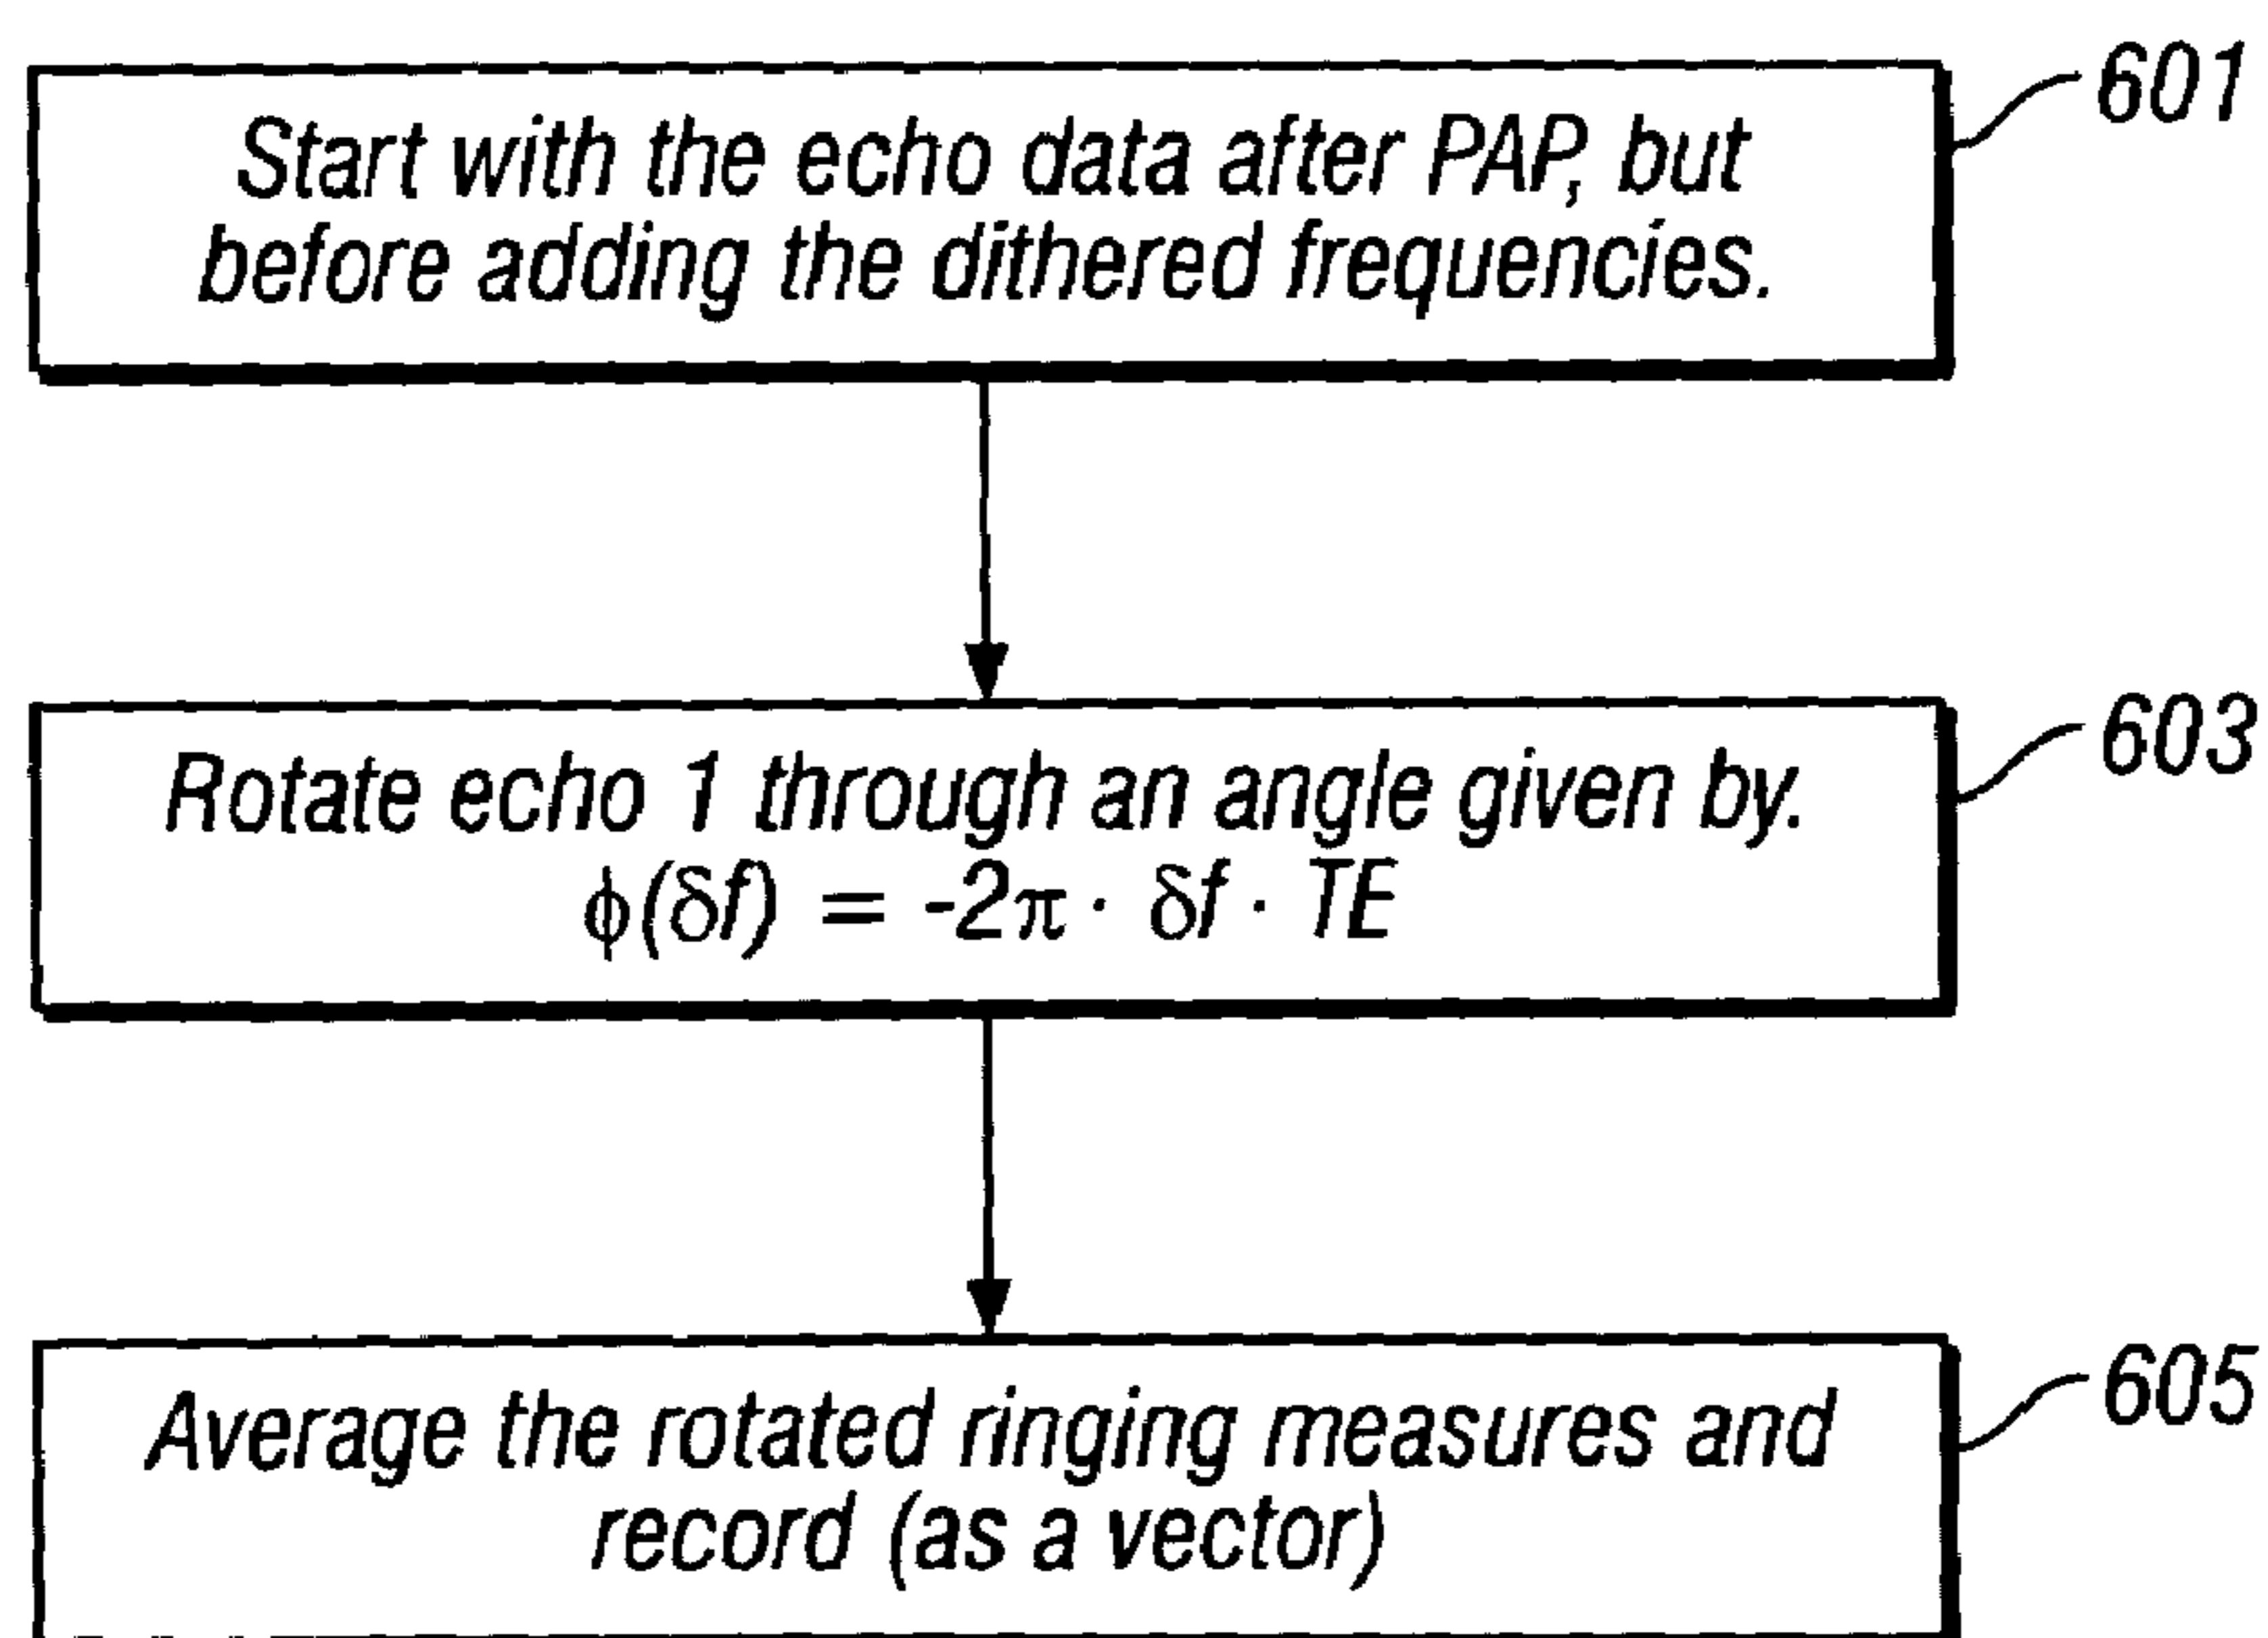 601
Start with the echo data after PAP, but
before adding the dithered frequencies.
603
Rotate echo 1 through an angle given by.
ϕ(δf) = -2π · δf · TE
605
Average the rotated ringing measures and
record (as a vector)